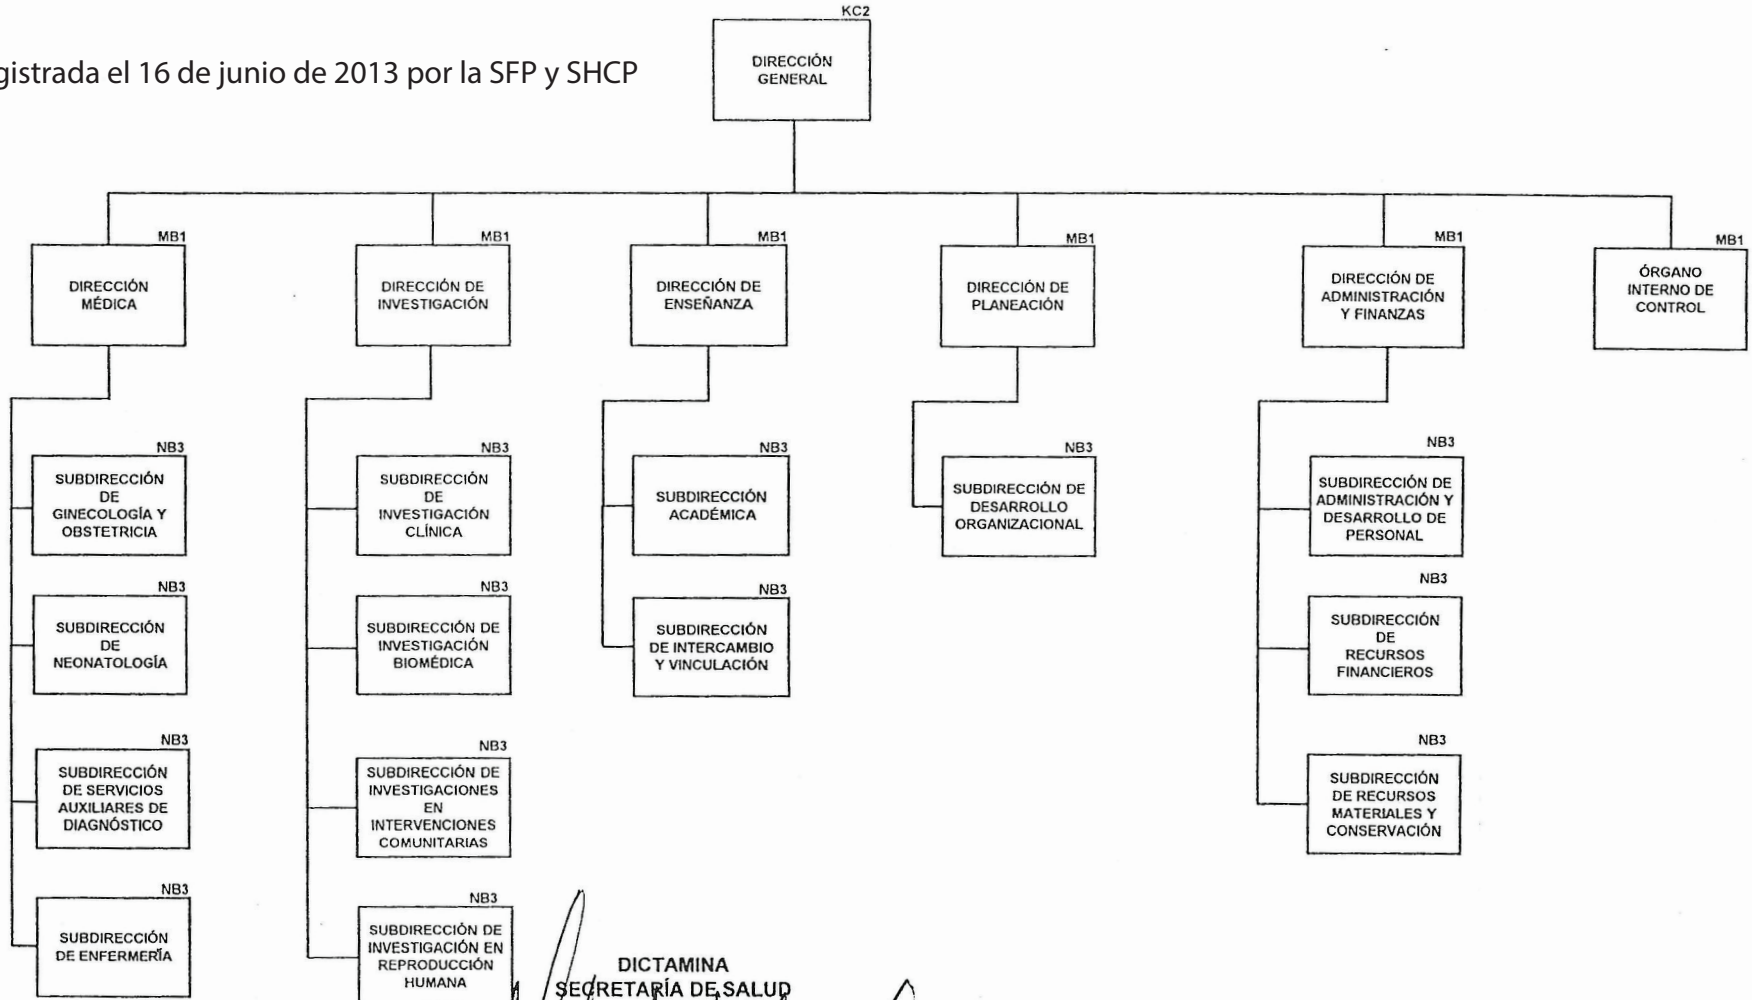 KC2
DIRECCIÓN
GENERAL
gistrada el 16 de junio de 2013 por la SFP y SHCP
MB1
DIRECCIÓN
MÉDICA
MB1
DIRECCIÓN DE
INVESTIGACIÓN
MB1
DIRECCIÓN DE
ENSEÑANZA
MB1
DIRECCIÓN DE
PLANEACIÓN
MB1
DIRECCIÓN DE
ADMINISTRACIÓN
Y FINANZAS
MB1
ÓRGANO
INTERNO DE
CONTROL
NB3
SUBDIRECCIÓN
DE
GINECOLOGÍA Y
OBSTETRICIA
NB3
SUBDIRECCIÓN
DE
NEONATOLOGÍA
NB3
SUBDIRECCIÓN
DE SERVICIOS
AUXILIARES DE
DIAGNÓSTICO
NB3
SUBDIRECCIÓN
DE ENFERMERÍA
NB3
SUBDIRECCIÓN
DE
INVESTIGACIÓN
CLÍNICA
NB3
SUBDIRECCIÓN DE
INVESTIGACIÓN
BIOMÉDICA
NB3
SUBDIRECCIÓN DE
INVESTIGACIONES
EN
INTERVENCIONES
COMUNITARIAS
NB3
SUBDIRECCIÓN DE
INVESTIGACIÓN EN
REPRODUCCIÓN
HUMANA
NB3
SUBDIRECCIÓN
ACADÉMICA
NB3
SUBDIRECCIÓN
DE INTERCAMBIO
Y VINCULACIÓN
NB3
SUBDIRECCIÓN DE
DESARROLLO
ORGANIZACIONAL
NB3
SUBDIRECCIÓN DE
ADMINISTRACIÓN Y
DESARROLLO DE
PERSONAL
NB3
SUBDIRECCIÓN
DE
RECURSOS
FINANCIEROS
NB3
SUBDIRECCIÓN
DE RECURSOS
MATERIALES Y
CONSERVACIÓN
DICTAMINA
SECRETARÍA DE SALUD